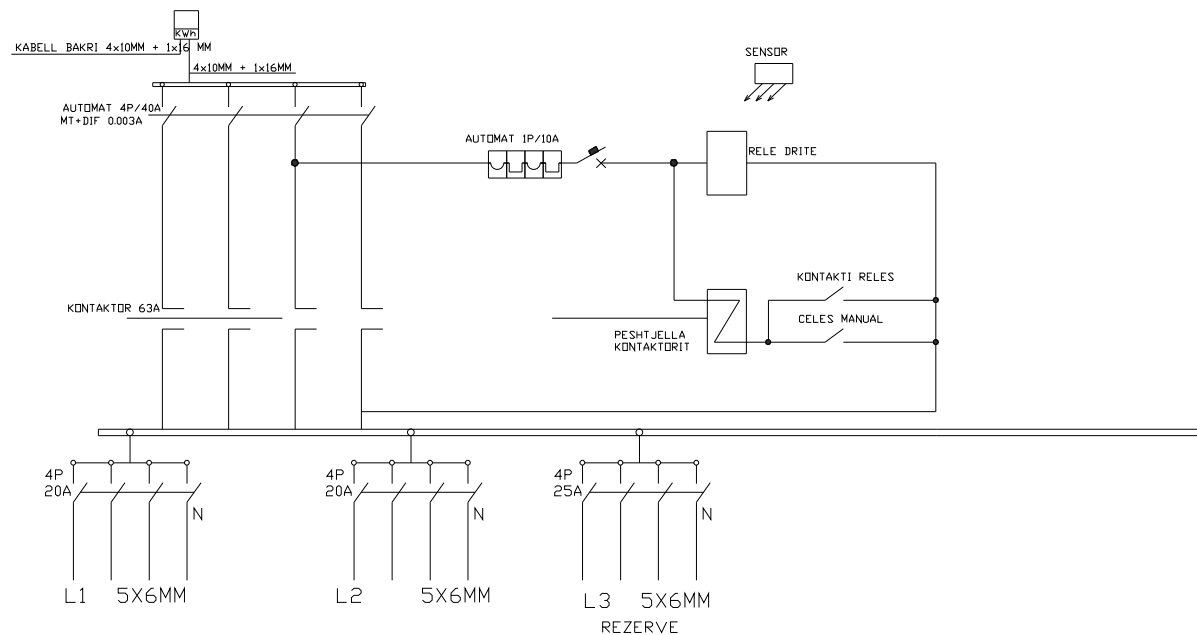 KWh
KABELL BAKRI 4x10MM + 1x16 MM
4x10MM + 1x16MM
SENSOR
AUTOMAT 4P/40A
MT+DIF 0.003A
AUTOMAT 1P/10A
RELE DRITE
KONTAKTI RELES
KONTAKTOR 63A
CELES MANUAL
PESHTJELLA
KONTAKTORIT
4P
20A
N
4P
20A
N
4P
25A
N
L1 5X6MM
L2 5X6MM
L3 5X6MM
REZERVE